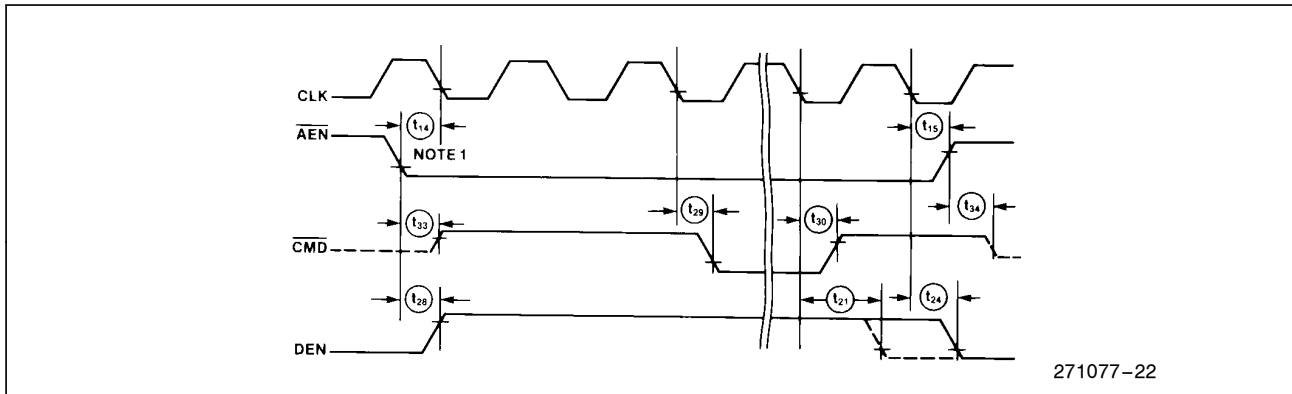 CLK
AEN
t14
NOTE 1
t29
t30
t15
t34
t33
CMD
t28
t21
t24
DEN
271077-22